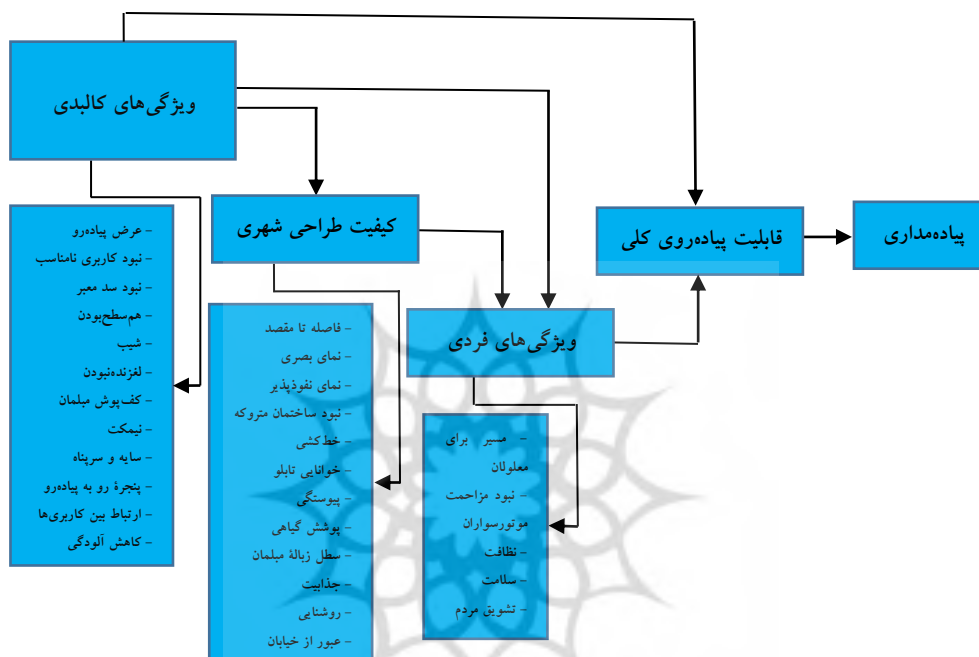 ویژگی‌های کالبدی
کیفیت طراحی شهری
قابلیت پیاده‌روی کلی
پیاده‌مداری
ویژگی‌های فردی
- عرض پیاده‌رو
- نبود کاربری نامتاسب
- نبود سد معبر
- هم‌سطح‌بودن
- شیب
- لغزنده‌نبودن
- کف‌پوش مبلمان
- نیمکت
- سایه و سرپناه
- پنجرۀ رو به پیاده‌رو
- ارتباط بین کاربری‌ها
- کاهش آلودگی
- فاصله تا مقصد
- نمای بصری
- نمای نفوذپذیر
- نبود ساختمان متروکه
- خط‌کشی
- خوانایی تابلو
- پیوستگی
- پوشش گیاهی
- سطل زبالۀ مبلمان
- جذابیت
- روشنایی
- عبور از خیابان
- مسیر برای
معلولان
- نبود مزاحمت
موتورسواران
- نظافت
- سلامت
- تشویق مردم